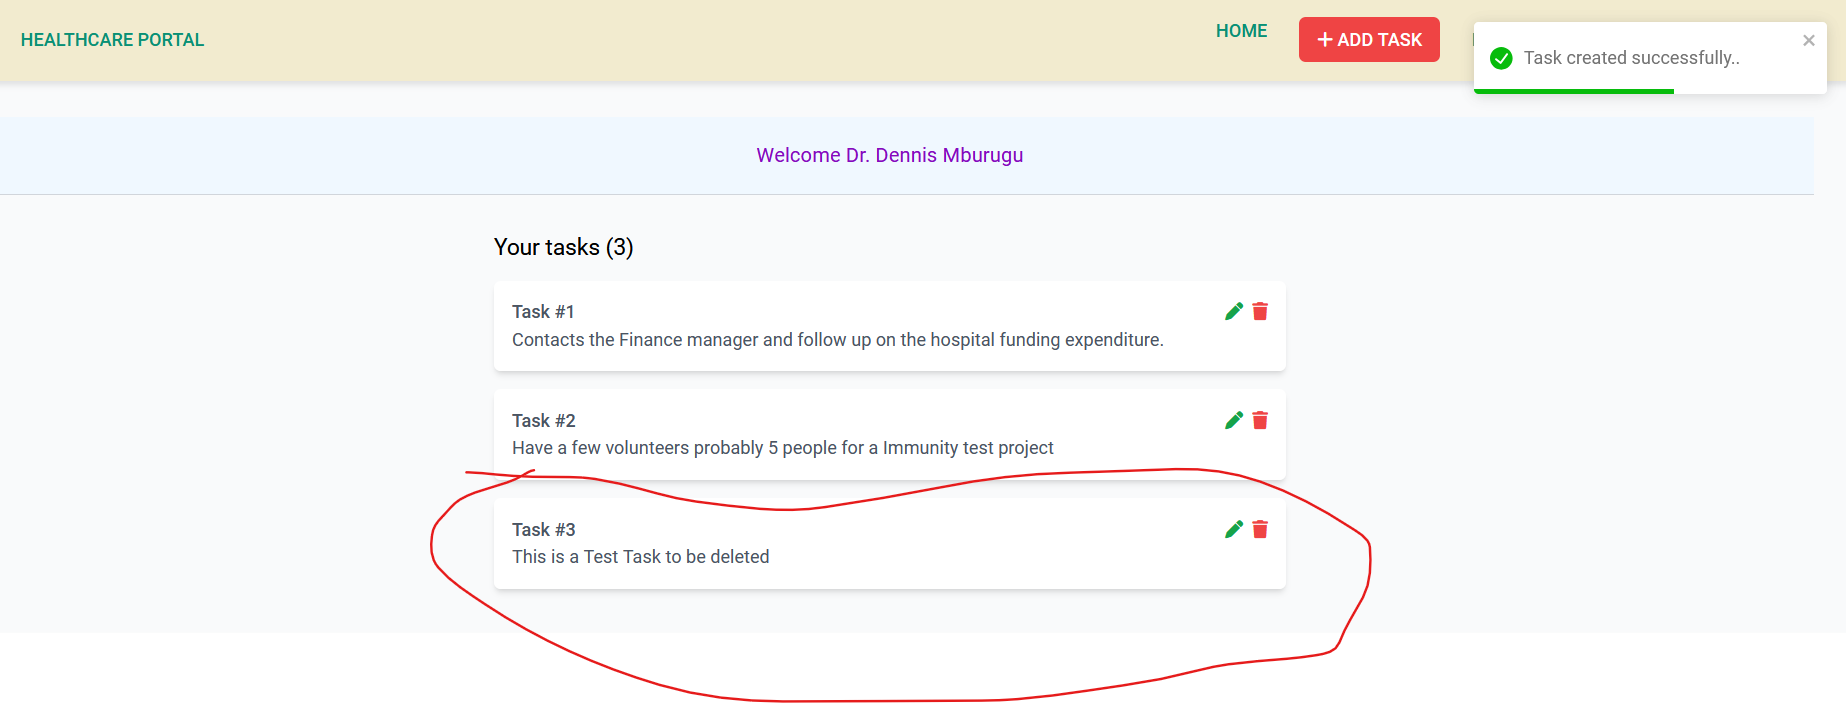 HEALTHCARE PORTAL
HOME
ADD TASK
Task created successfully..
Welcome Dr. Dennis Mburugu
Your tasks (3)
Task #1
Contacts the Finance manager and follow up on the hospital funding expenditure.
Task #2
Have a few volunteers probably 5 people for a Immunity test project
Task #3
This is a Test Task to be deleted